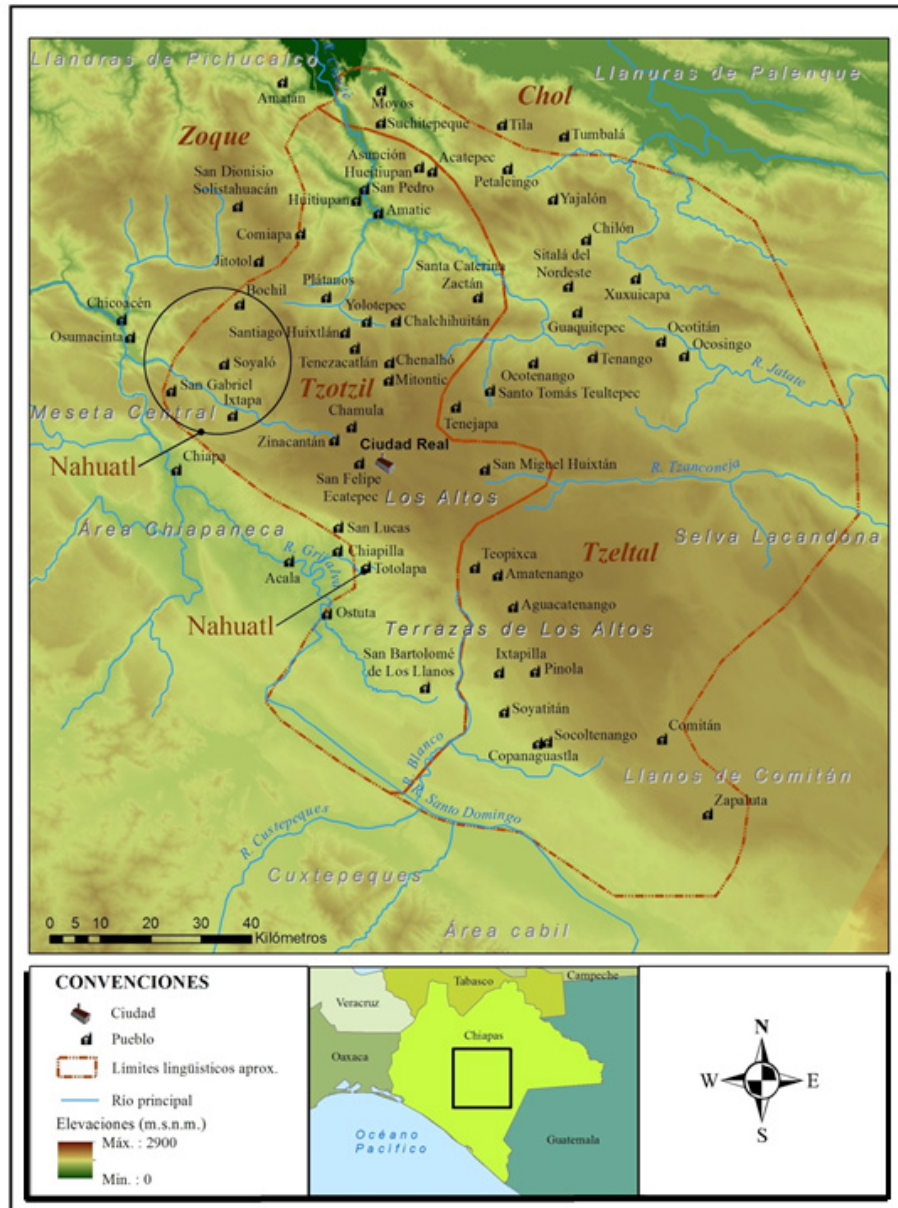 Llanuras de Pichucalco
Llanuras de Palenque
Amatán
Moyos
Chol
Suchitepeque
Tila
Tumbalá
Zoque
Asunción
Hueitiupan
Acatepec
Petalcingo
San Dionisio
Solistahuacán
San Pedro
Huitiupan
Yajalón
Amatic
Comiapa
Chilón
Jitotol
Sitalá del
Nordeste
Santa Caterina
Zactán
Xuxuicapa
Plátanos
Bochil
Yolotepec
Chicoacén
Santiago Huixtlán
Chalchihuitán
Guaquitepec
Osumacinta
Ocotitán
Tenezacatlán
Chenalhó
Tenango
Ocosingo
Soyaló
Ocotenango
R. Jatate
Tzotzil
Mitontic
San Gabriel
Ixtapa
Santo Tomás Teultepec
Meseta Central
Chamula
Tenejapa
Zinacantán
Ciudad Real
Nahuatl
Chiapa
San Felipe
Ecatepec
San Miguel Huixtán
R. Tzanconeja
Los Altos
Área Chiapaneca
San Lucas
Selva Lacandona
R. Grijalva
Chiapilla
Tzeltal
Acala
Totolapa
Teopixca
Amatenango
Nahuatl
Ostuta
Aguacatenango
Terrazas de Los Altos
San Bartolomé
de Los Llanos
Ixtapilla
Pinola
Soyatitán
Comitán
Socoltenango
Copanaguastla
R. Blanco
Llanos de Comitán
R. Santo Domingo
Zapaluta
R. Custepeques
Cuxtepeques
Área cabil
0 5 10 20 30 40
Kilómetros
CONVENCIONES
Ciudad
Pueblo
Límites lingüisticos aprox.
Río principal
Elevaciones (m.s.n.m.)
Máx. : 2900
Min. : 0
Veracruz
Tabasco
Campeche
Oaxaca
Chiapas
Océano
Pacífico
Guatemala
N
W
E
S